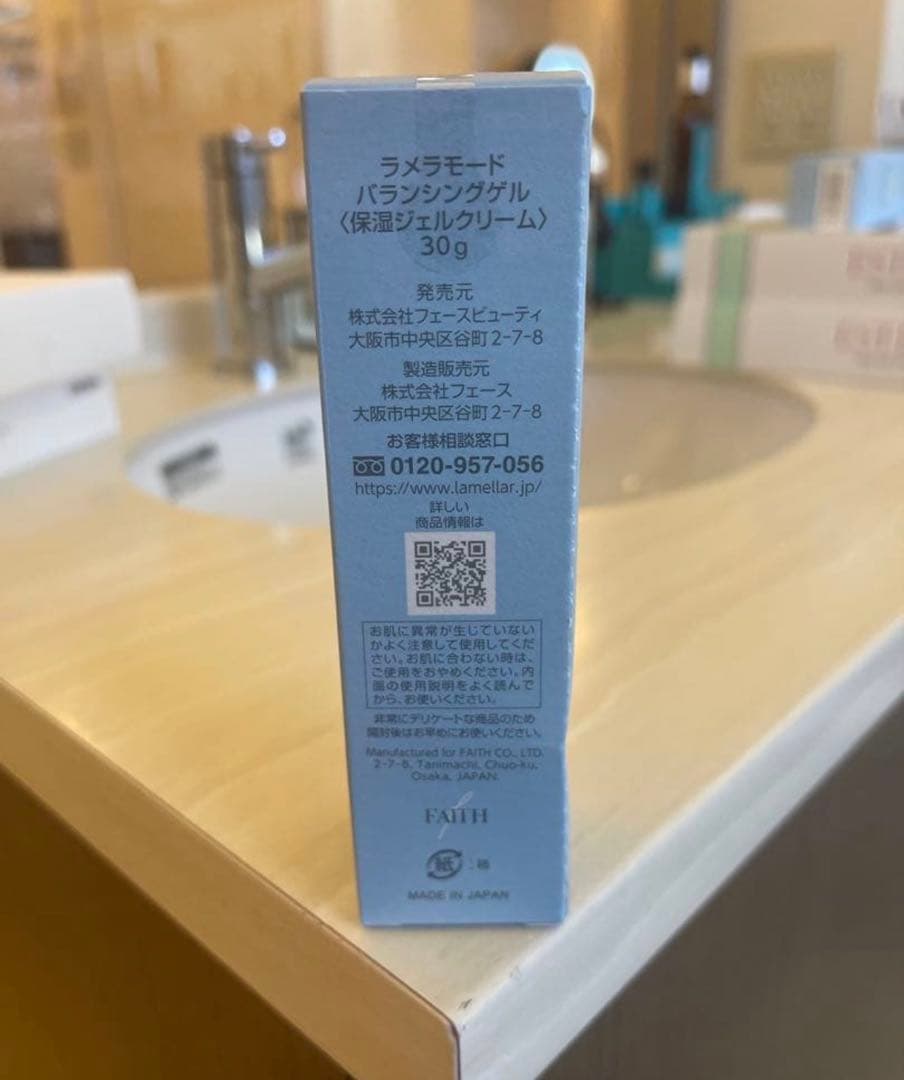 ラメラモード
バランシングゲル
〈保湿ジェルクリーム〉
30g
発売元
株式会社フェースビューティ
大阪市中央区谷町2-7-8
製造販売元
株式会社フェース
大阪市中央区谷町2-7-8
お客様相談窓口
0120-957-056
https://www.lamellar.jp/
詳しい
商品情報は
お肌に異常が生じていない
かよく注意して使用してくだ
さい。お肌に合わない時は、
ご使用をおやめください。内
面の使用説明をよく読んで
から、お使いください。
非常にデリケートな商品のため
開封後はお早めにお使いください。
Manufactured for FAITH CO., LTD.
2-7-8, Tanimachi, Chuo-ku,
Osaka, JAPAN.
FAITH
紙:箱
MADE IN JAPAN